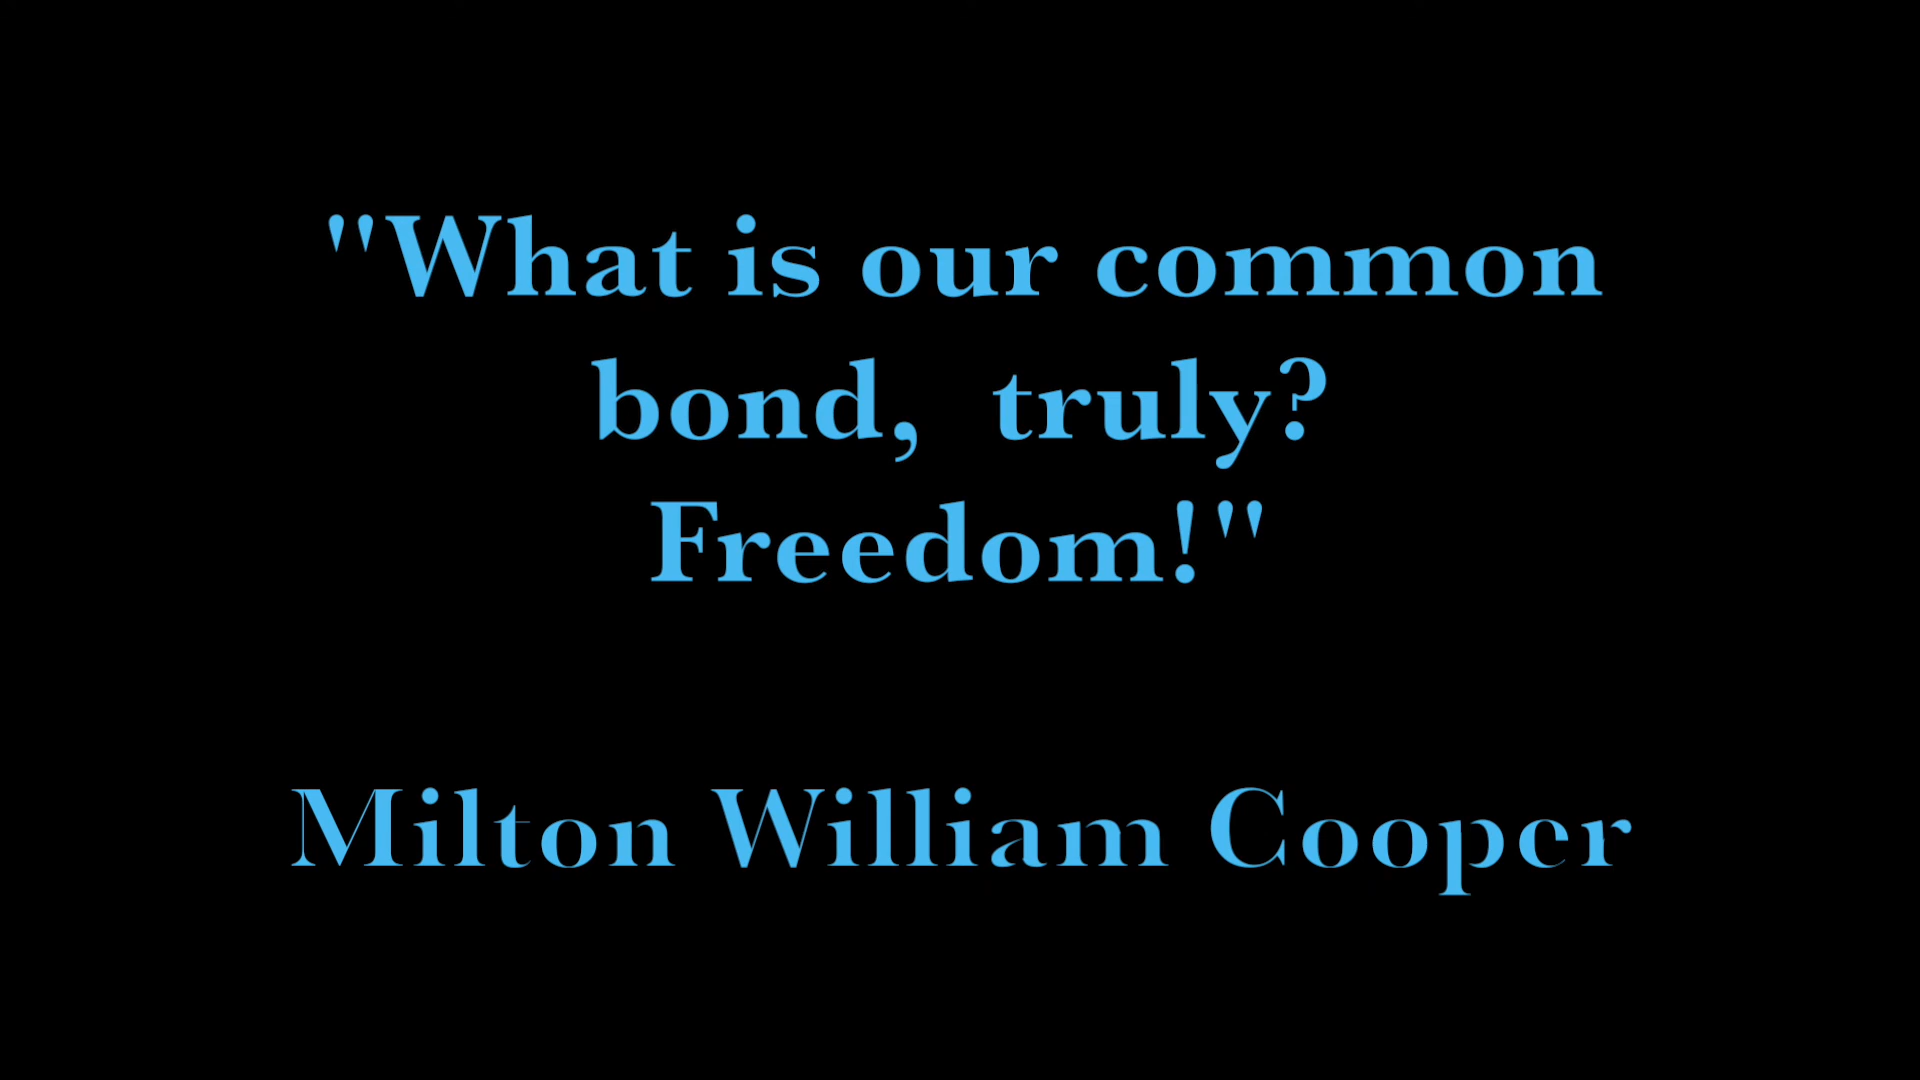 "What is our common
bond,  truly?
Freedom!"
Milton William Cooper